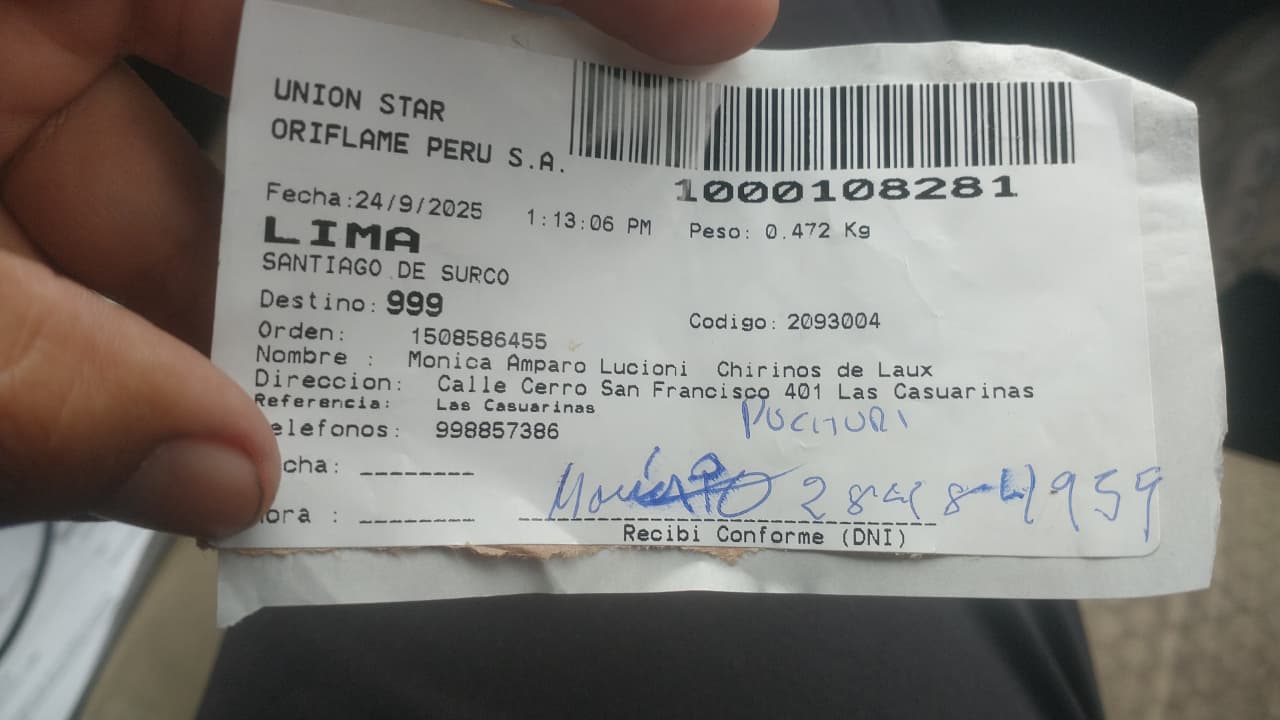 UNION STAR
ORIFLAME PERU S.A.
1000108281
Fecha:24/9/2025 1:13:06 PM Peso: 0.472 Kg
LIMA
SANTIAGO DE SURCO
Destino: 999
Codigo: 2093004
Orden: 1508586455
Nombre : Monica Amparo Lucioni Chirinos de Laux
Direccion: Calle Cerro San Francisco 401 Las Casuarinas
Referencia: Las Casuarinas
elefonos: 998857386
cha: ________
ora : ________
Recibi Conforme (DNI)